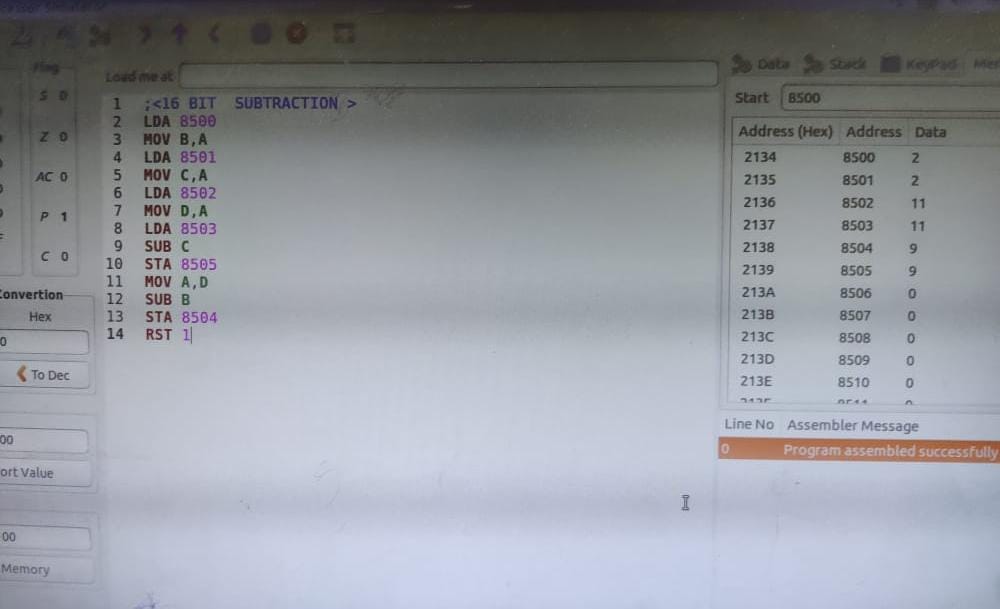 Flag
S 0
Z 0
AC 0
P 1
C 0
Convertion
Hex
0
To Dec
00
ort Value
00
Memory
Load me at
1 ;<16 BIT SUBTRACTION >
2 LDA 8500
3 MOV B,A
4 LDA 8501
5 MOV C,A
6 LDA 8502
7 MOV D,A
8 LDA 8503
9 SUB C
10 STA 8505
11 MOV A,D
12 SUB B
13 STA 8504
14 RST 1
Data Stack KeyPad Mem
Start 8500
Address (Hex) Address Data
2134 8500 2
2135 8501 2
2136 8502 11
2137 8503 11
2138 8504 9
2139 8505 9
213A 8506 0
213B 8507 0
213C 8508 0
213D 8509 0
213E 8510 0
Line No Assembler Message
0 Program assembled successfully